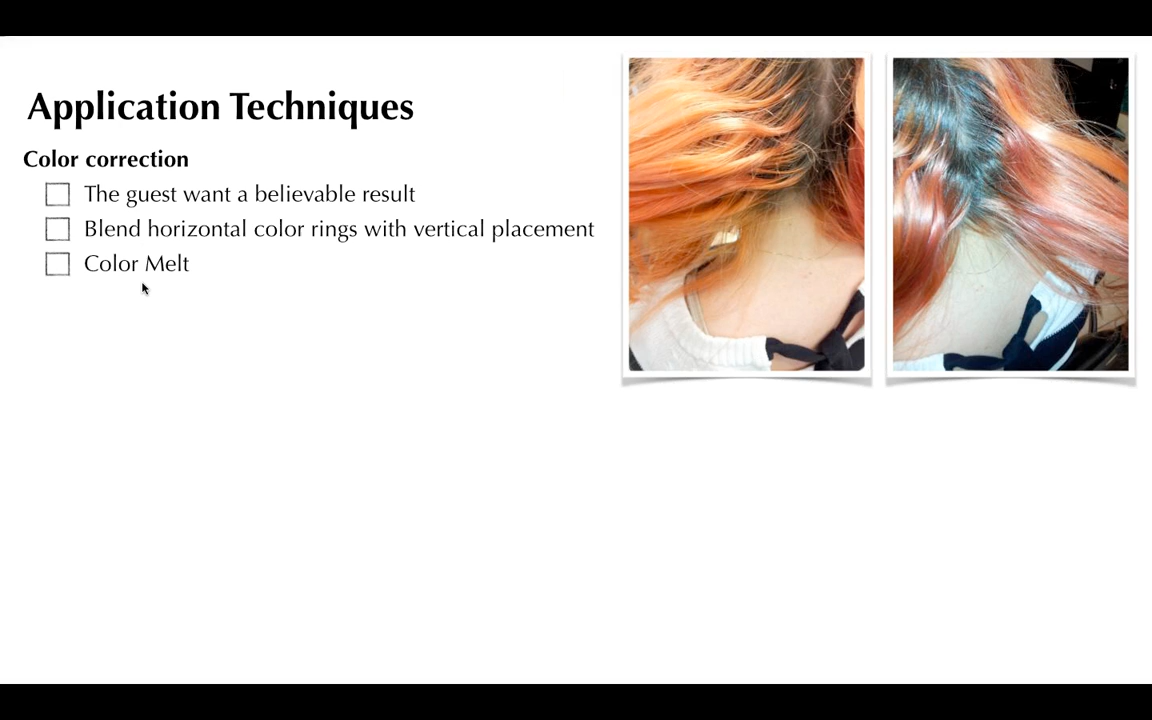 Application Techniques
Color correction
The guest want a believable result
Blend horizontal color rings with vertical placement
Color Melt